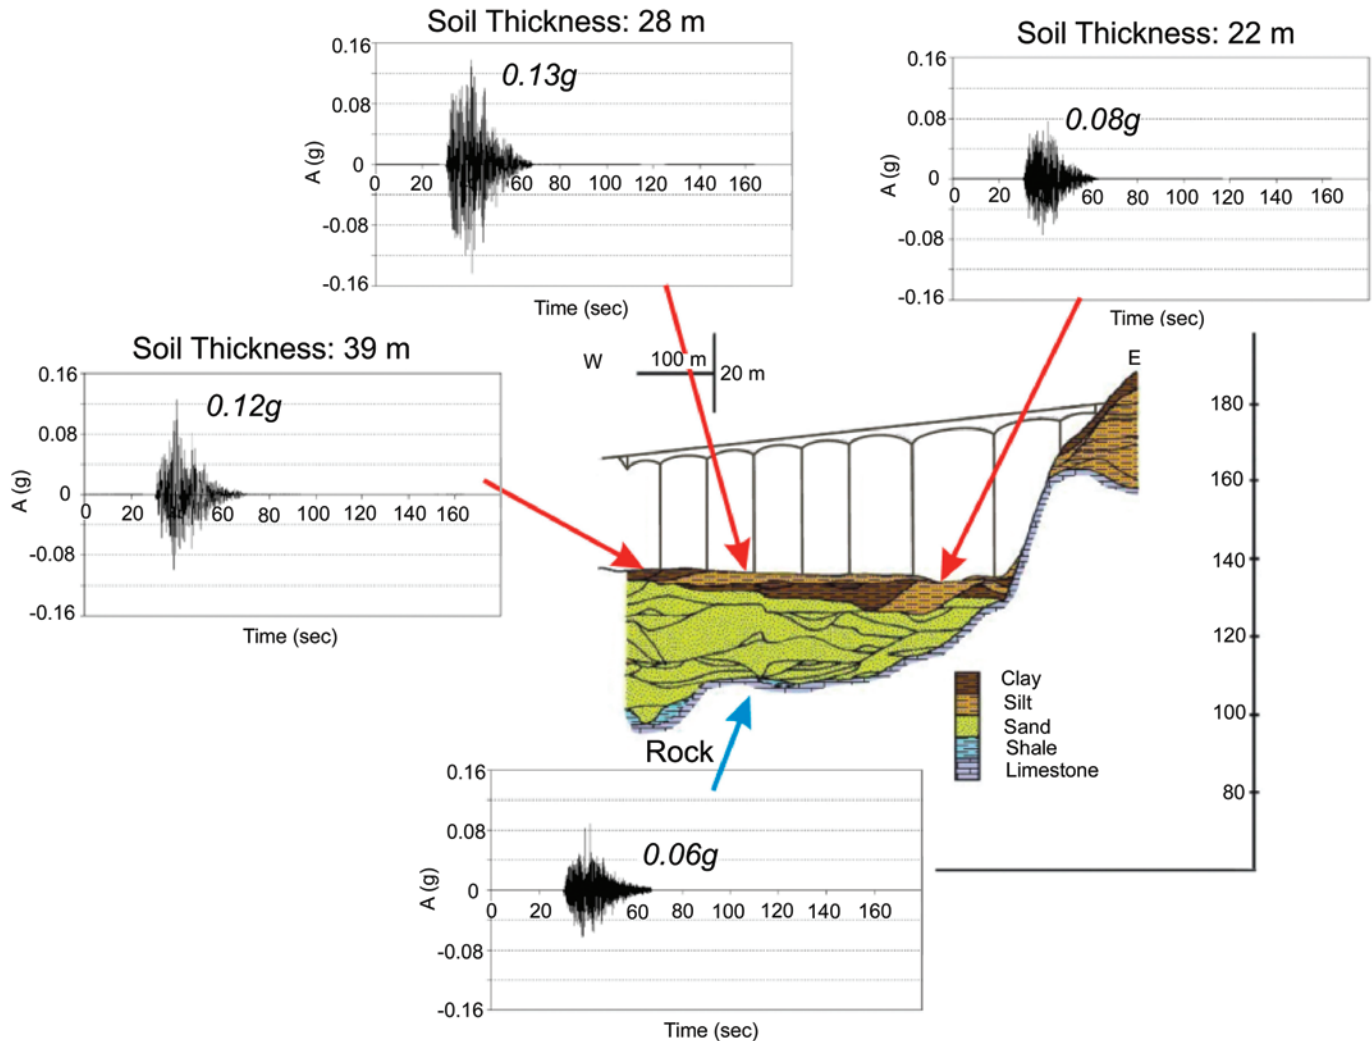 Soil Thickness: 28 m
0.16
0.13g
0.08
A (g)
0
0 20 40 60 80 100 120 140 160
-0.08
-0.16
Time (sec)
Soil Thickness: 22 m
0.16
0.08g
0.08
A (g)
0
0 20 40 60 80 100 120 140 160
-0.08
-0.16
Time (sec)
Soil Thickness: 39 m
0.16
0.12g
0.08
A (g)
0
0 20 40 60 80 100 120 140 160
-0.08
-0.16
Time (sec)
W
100 m
20 m
E
180
160
140
120
100
80
Clay
Silt
Sand
Shale
Limestone
Rock
0.16
0.08
0.06g
A (g)
0
0 20 40 60 80 100 120 140 160
-0.08
-0.16
Time (sec)